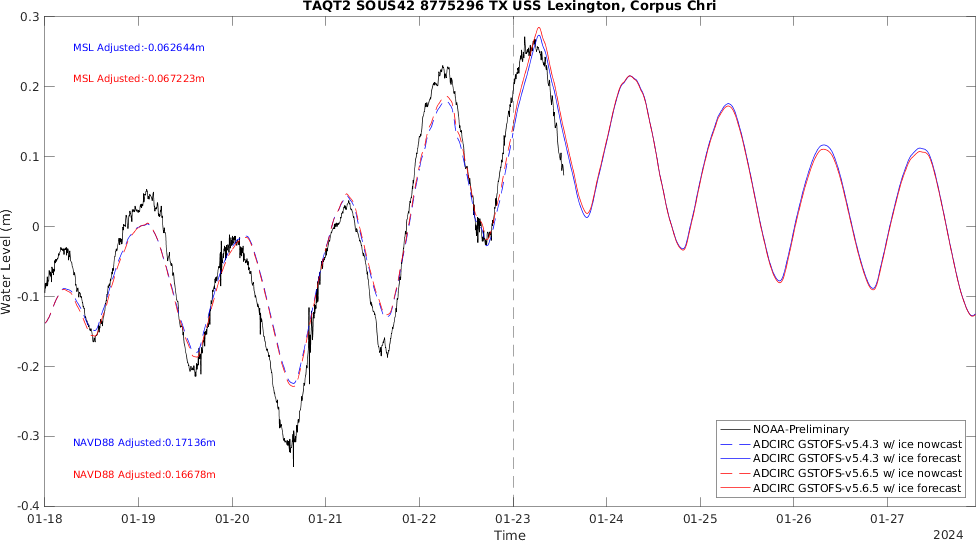 TAQT2 SOUS42 8775296 TX USS Lexington, Corpus Chri
0.3
0.2
0.1
0
-0.1
-0.2
-0.3
-0.4
Water Level (m)
MSL Adjusted:-0.062644m
MSL Adjusted:-0.067223m
NAVD88 Adjusted:0.17136m
NAVD88 Adjusted:0.16678m
NOAA-Preliminary
ADCIRC GSTOFS-v5.4.3 w/ ice nowcast
ADCIRC GSTOFS-v5.4.3 w/ ice forecast
ADCIRC GSTOFS-v5.6.5 w/ ice nowcast
ADCIRC GSTOFS-v5.6.5 w/ ice forecast
01-18 01-19 01-20 01-21 01-22 01-23 01-24 01-25 01-26 01-27
Time
2024